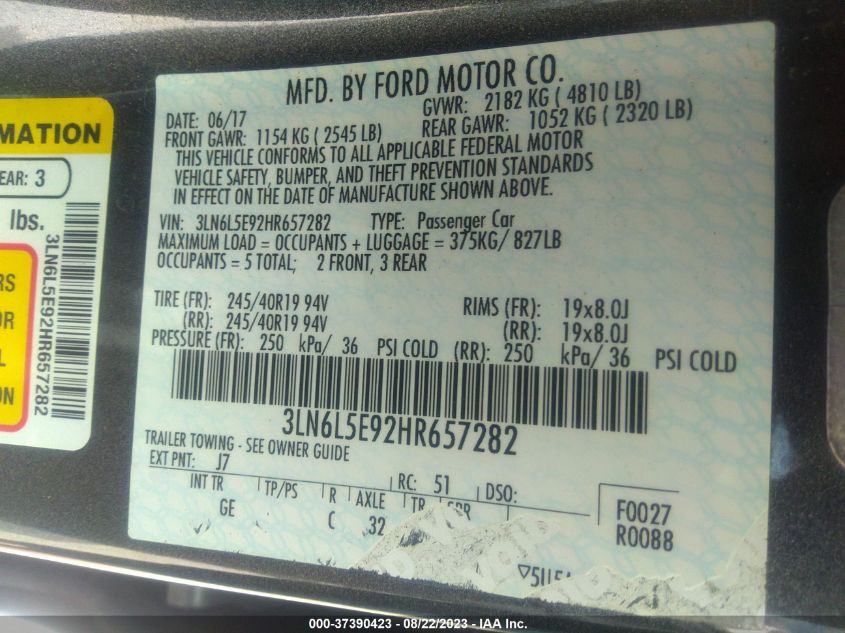 MFD. BY FORD MOTOR CO.
DATE: 06/17
GVWR: 2182 KG ( 4810 LB)
FRONT GAWR: 1154 KG ( 2545 LB)
REAR GAWR: 1052 KG ( 2320 LB)
THIS VEHICLE CONFORMS TO ALL APPLICABLE FEDERAL MOTOR
VEHICLE SAFETY, BUMPER, AND THEFT PREVENTION STANDARDS
IN EFFECT ON THE DATE OF MANUFACTURE SHOWN ABOVE.
VIN: 3LN6L5E92HR657282 TYPE: Passenger Car
MAXIMUM LOAD = OCCUPANTS + LUGGAGE = 375KG/ 827LB
OCCUPANTS = 5 TOTAL; 2 FRONT, 3 REAR
TIRE (FR): 245/40R19 94V RIMS (FR): 19x8.0J
(RR): 245/40R19 94V (RR): 19x8.0J
PRESSURE (FR): 250 kPa/ 36 PSI COLD (RR): 250 kPa/ 36 PSI COLD
3LN6L5E92HR657282
TRAILER TOWING - SEE OWNER GUIDE
EXT PNT: J7 RC: 51 DSO:
INT TR TP/PS R AXLE TR
GE C 32
F0027
R0088
MATION
EAR: 3
lbs.
3LN6L5E92HR657282
RS
OR
L
ON
000-37390423 - 08/22/2023 - IAA Inc.